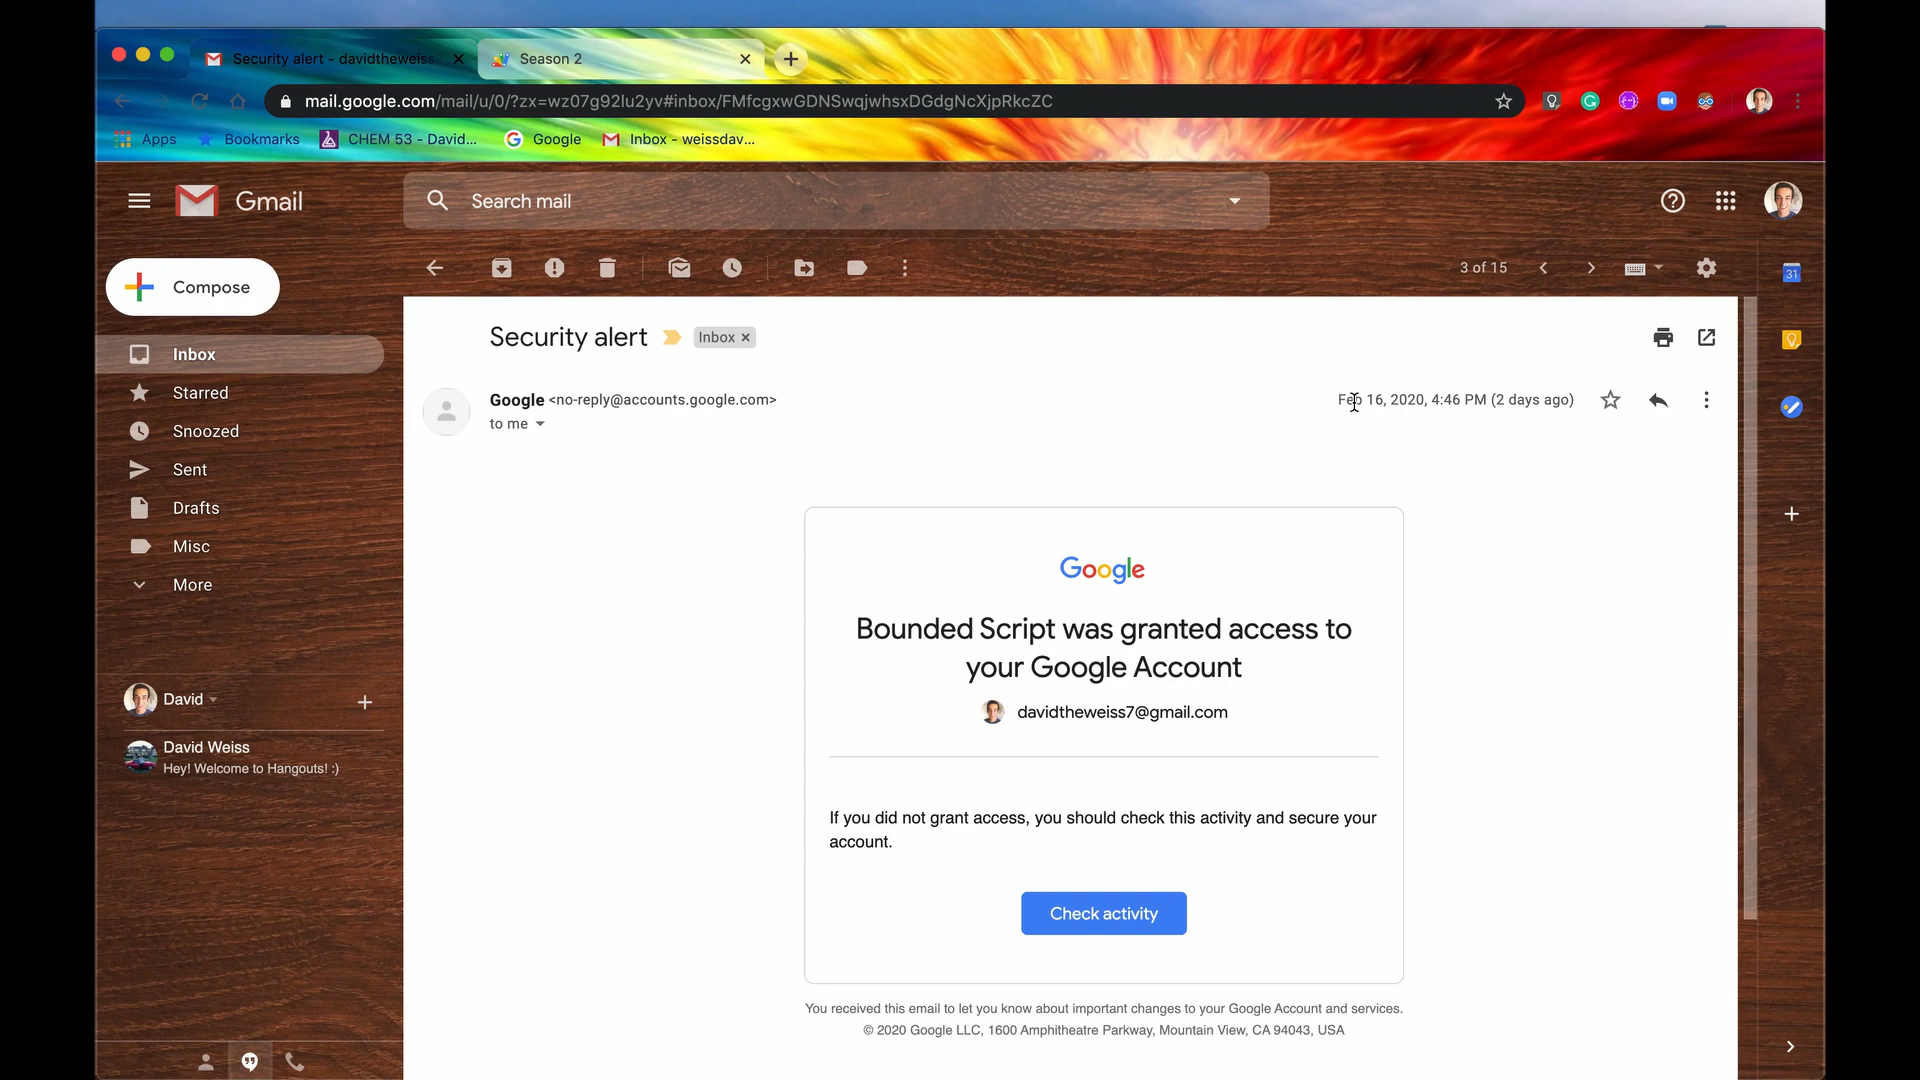 Security alert - davidtheweiss
Season 2
mail.google.com/mail/u/0/?zx=wz07g92lu2yv#inbox/FMfcgxwGDNSwqjwhsxDGdgNcXjpRkcZC
Apps
Bookmarks
CHEM 53 - David...
Google
Inbox - weissdav...
Gmail
Search mail
3 of 15
31
Compose
Security alert
Inbox
Inbox
Google <no-reply@accounts.google.com>
Feb 16, 2020, 4:46 PM (2 days ago)
to me
Starred
Snoozed
Sent
Drafts
Misc
More
David
David Weiss
Hey! Welcome to Hangouts! :)
Google
Bounded Script was granted access to
your Google Account
davidtheweiss7@gmail.com
If you did not grant access, you should check this activity and secure your
account.
Check activity
You received this email to let you know about important changes to your Google Account and services.
© 2020 Google LLC, 1600 Amphitheatre Parkway, Mountain View, CA 94043, USA